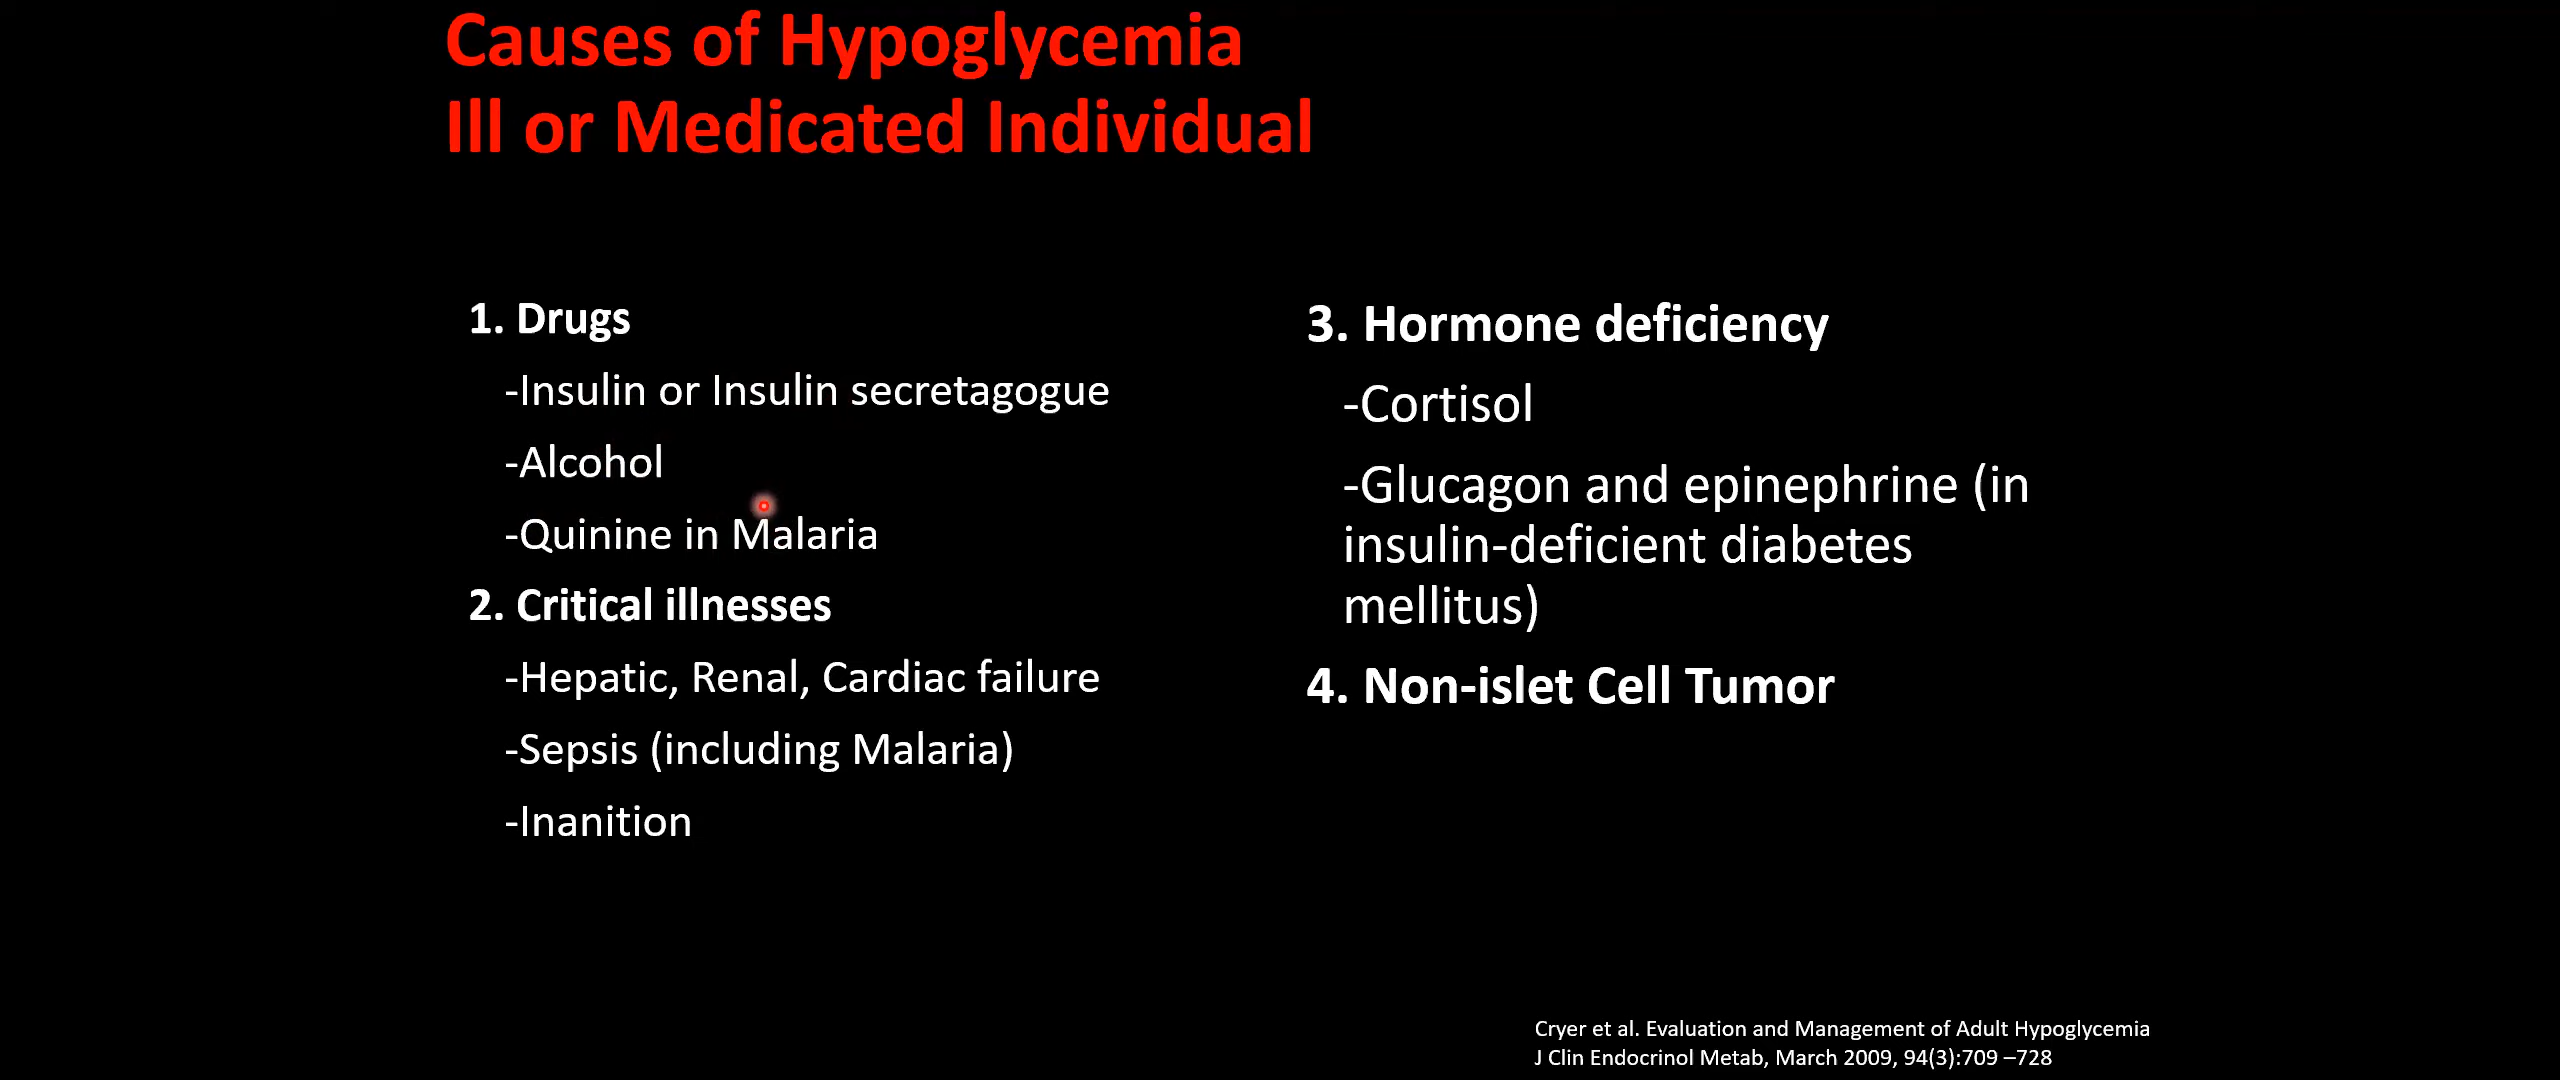 Causes of Hypoglycemia
Ill or Medicated Individual
1. Drugs
-Insulin or Insulin secretagogue
-Alcohol
-Quinine in Malaria
2. Critical illnesses
-Hepatic, Renal, Cardiac failure
-Sepsis (including Malaria)
-Inanition
3. Hormone deficiency
-Cortisol
-Glucagon and epinephrine (in
insulin-deficient diabetes
mellitus)
4. Non-islet Cell Tumor
Cryer et al. Evaluation and Management of Adult Hypoglycemia
J Clin Endocrinol Metab, March 2009, 94(3):709 –728